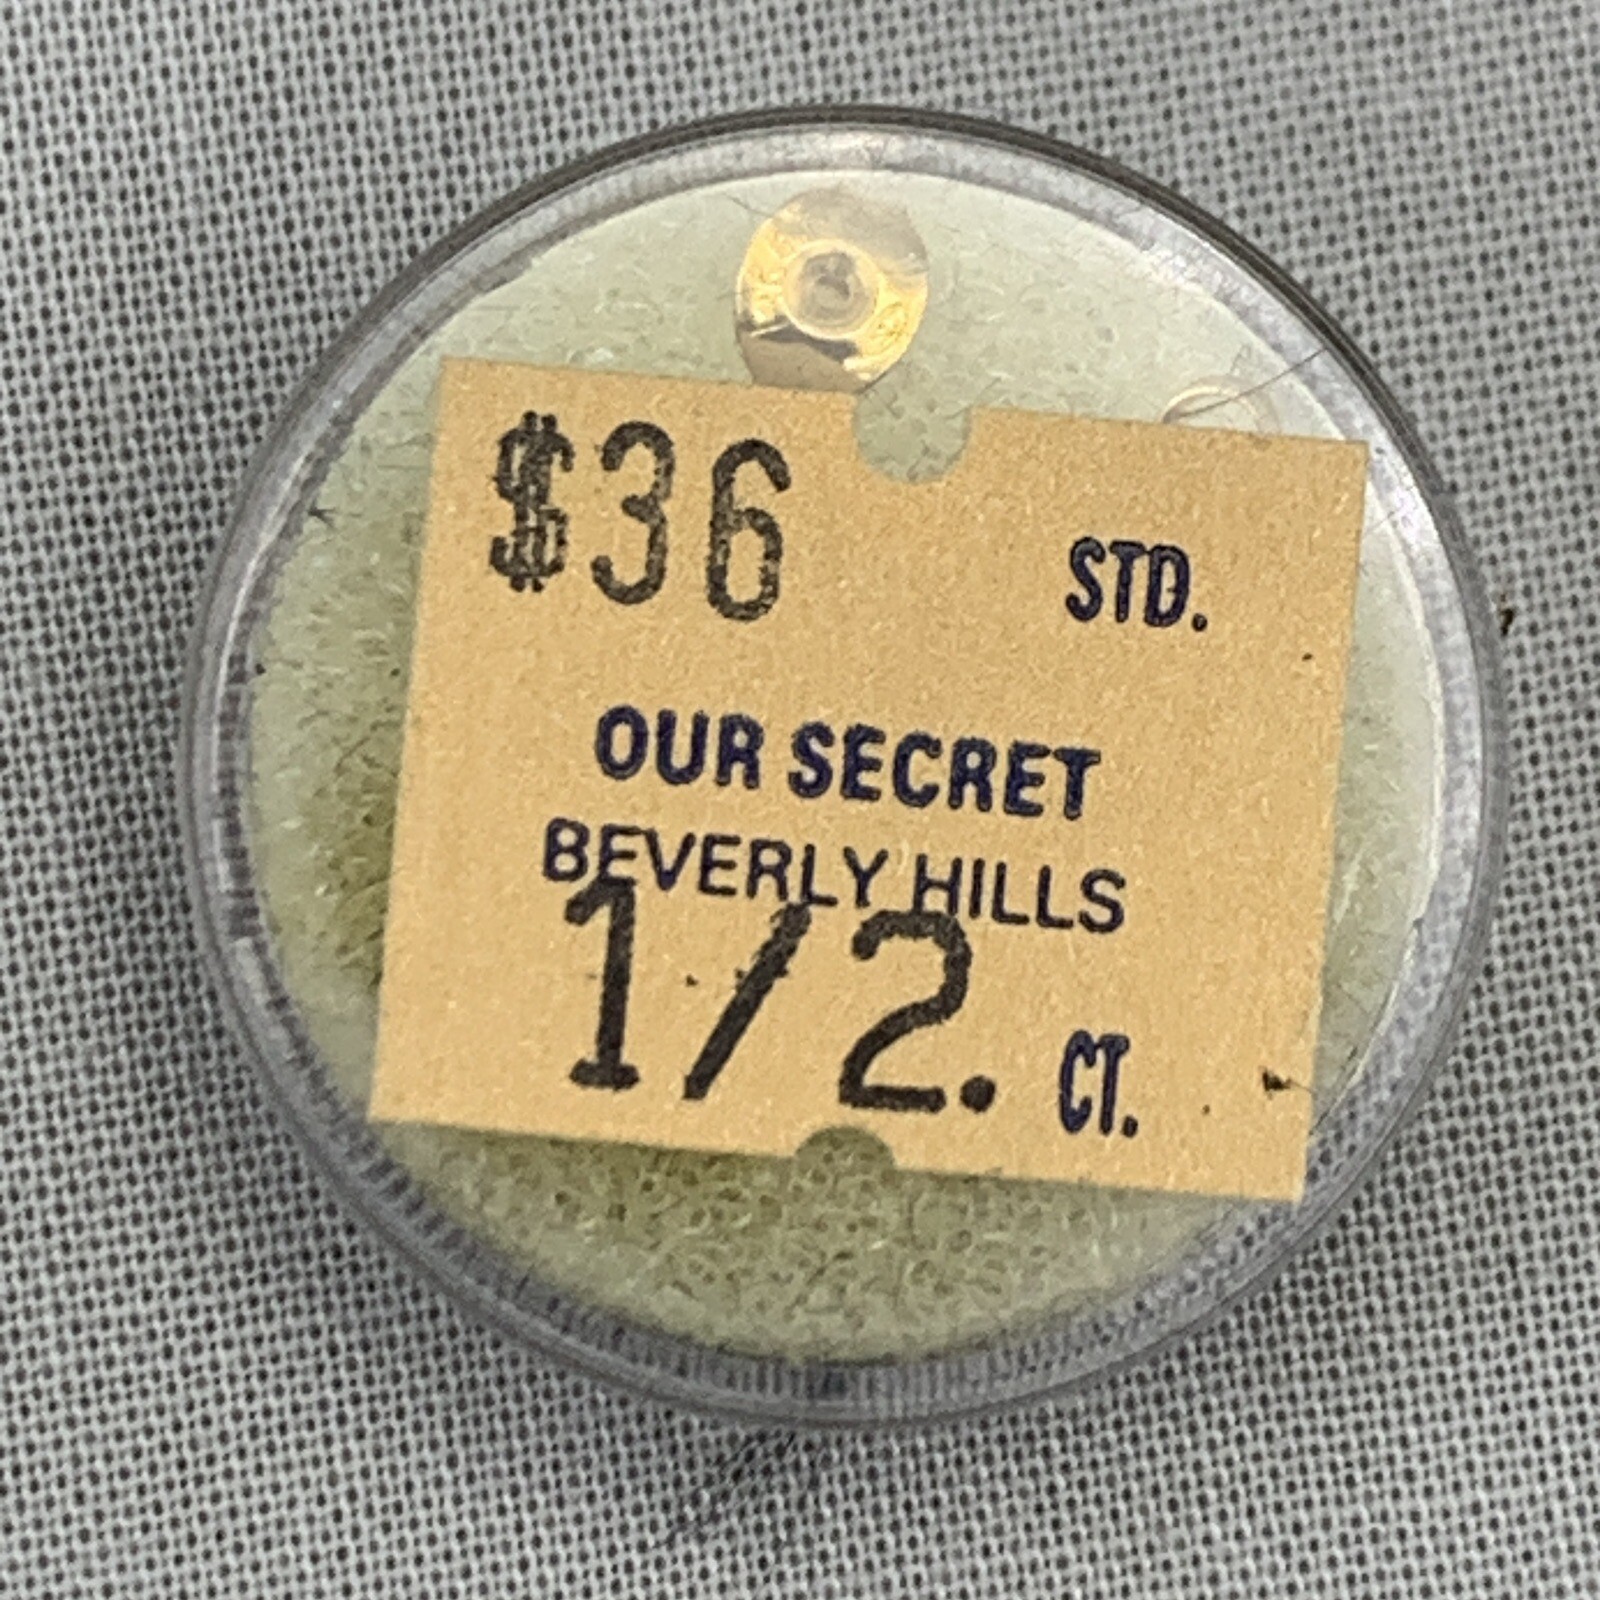 $36 STD.
OUR SECRET
BEVERLY HILLS
1/2. CT.